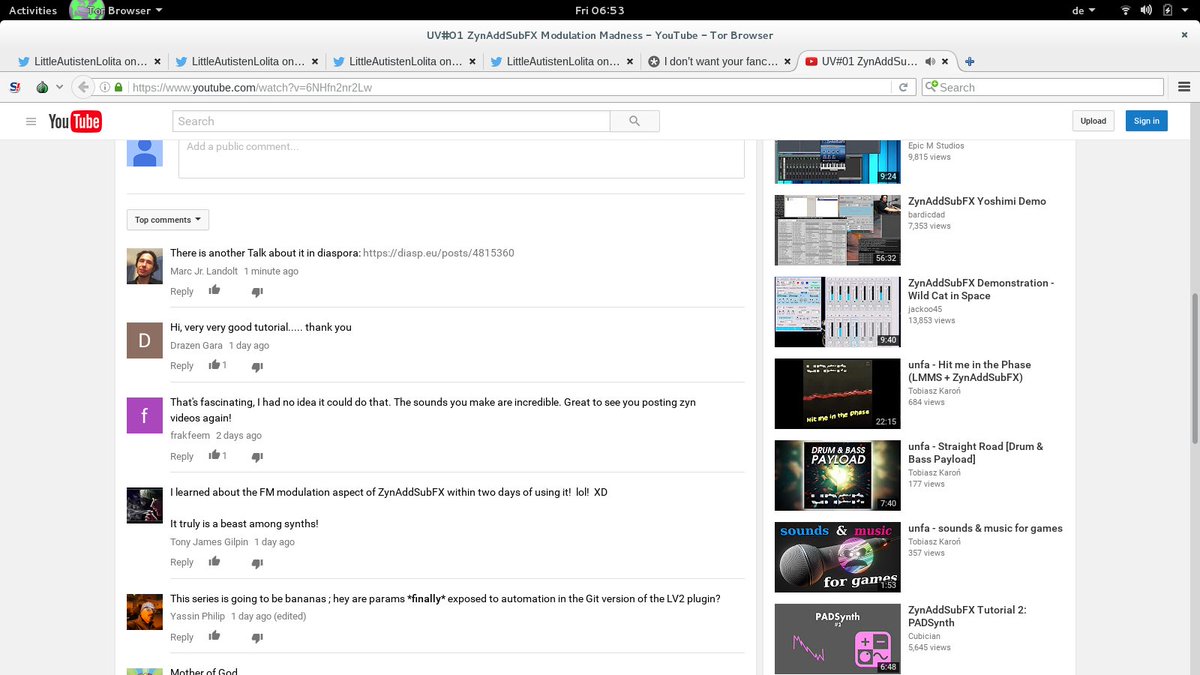 Activities
Tor Browser
Fri 06:53
de
UV#01 ZynAddSubFX Modulation Madness – YouTube – Tor Browser
LittleAutistenLolita on...
LittleAutistenLolita on...
LittleAutistenLolita on...
LittleAutistenLolita on...
I don't want your fanc...
UV#01 ZynAddSu...
https://www.youtube.com/watch?v=6NHfn2nr2Lw
Search
YouTube
Search
Upload
Sign in
Add a public comment...
Top comments
There is another Talk about it in diaspora: https://diasp.eu/posts/4815360
Marc Jr. Landolt 1 minute ago
Reply
D
Hi, very very good tutorial..... thank you
Drazen Gara 1 day ago
Reply 1
f
That's fascinating, I had no idea it could do that. The sounds you make are incredible. Great to see you posting zyn
videos again!
frakfeem 2 days ago
Reply 1
I learned about the FM modulation aspect of ZynAddSubFX within two days of using it! lol! XD
It truly is a beast among synths!
Tony James Gilpin 1 day ago
Reply
This series is going to be bananas ; hey are params *finally* exposed to automation in the Git version of the LV2 plugin?
Yassin Philip 1 day ago (edited)
Reply
Mother of God
Epic M Studios
9,815 views
9:24
ZynAddSubFX Yoshimi Demo
bardicdad
7,353 views
56:32
ZynAddSubFX Demonstration -
Wild Cat in Space
jackoo45
13,853 views
9:40
unfa - Hit me in the Phase
(LMMS + ZynAddSubFX)
Tobiasz Karoń
684 views
Hit me in the Phase
22:15
unfa - Straight Road [Drum &
Bass Payload]
Tobiasz Karoń
177 views
DRUM & BASS
PAYLOAD
7:40
unfa - sounds & music for games
Tobiasz Karoń
357 views
sounds & music
for games
1:53
ZynAddSubFX Tutorial 2:
PADSynth
Cubician
5,645 views
PADSynth
#1
6:48